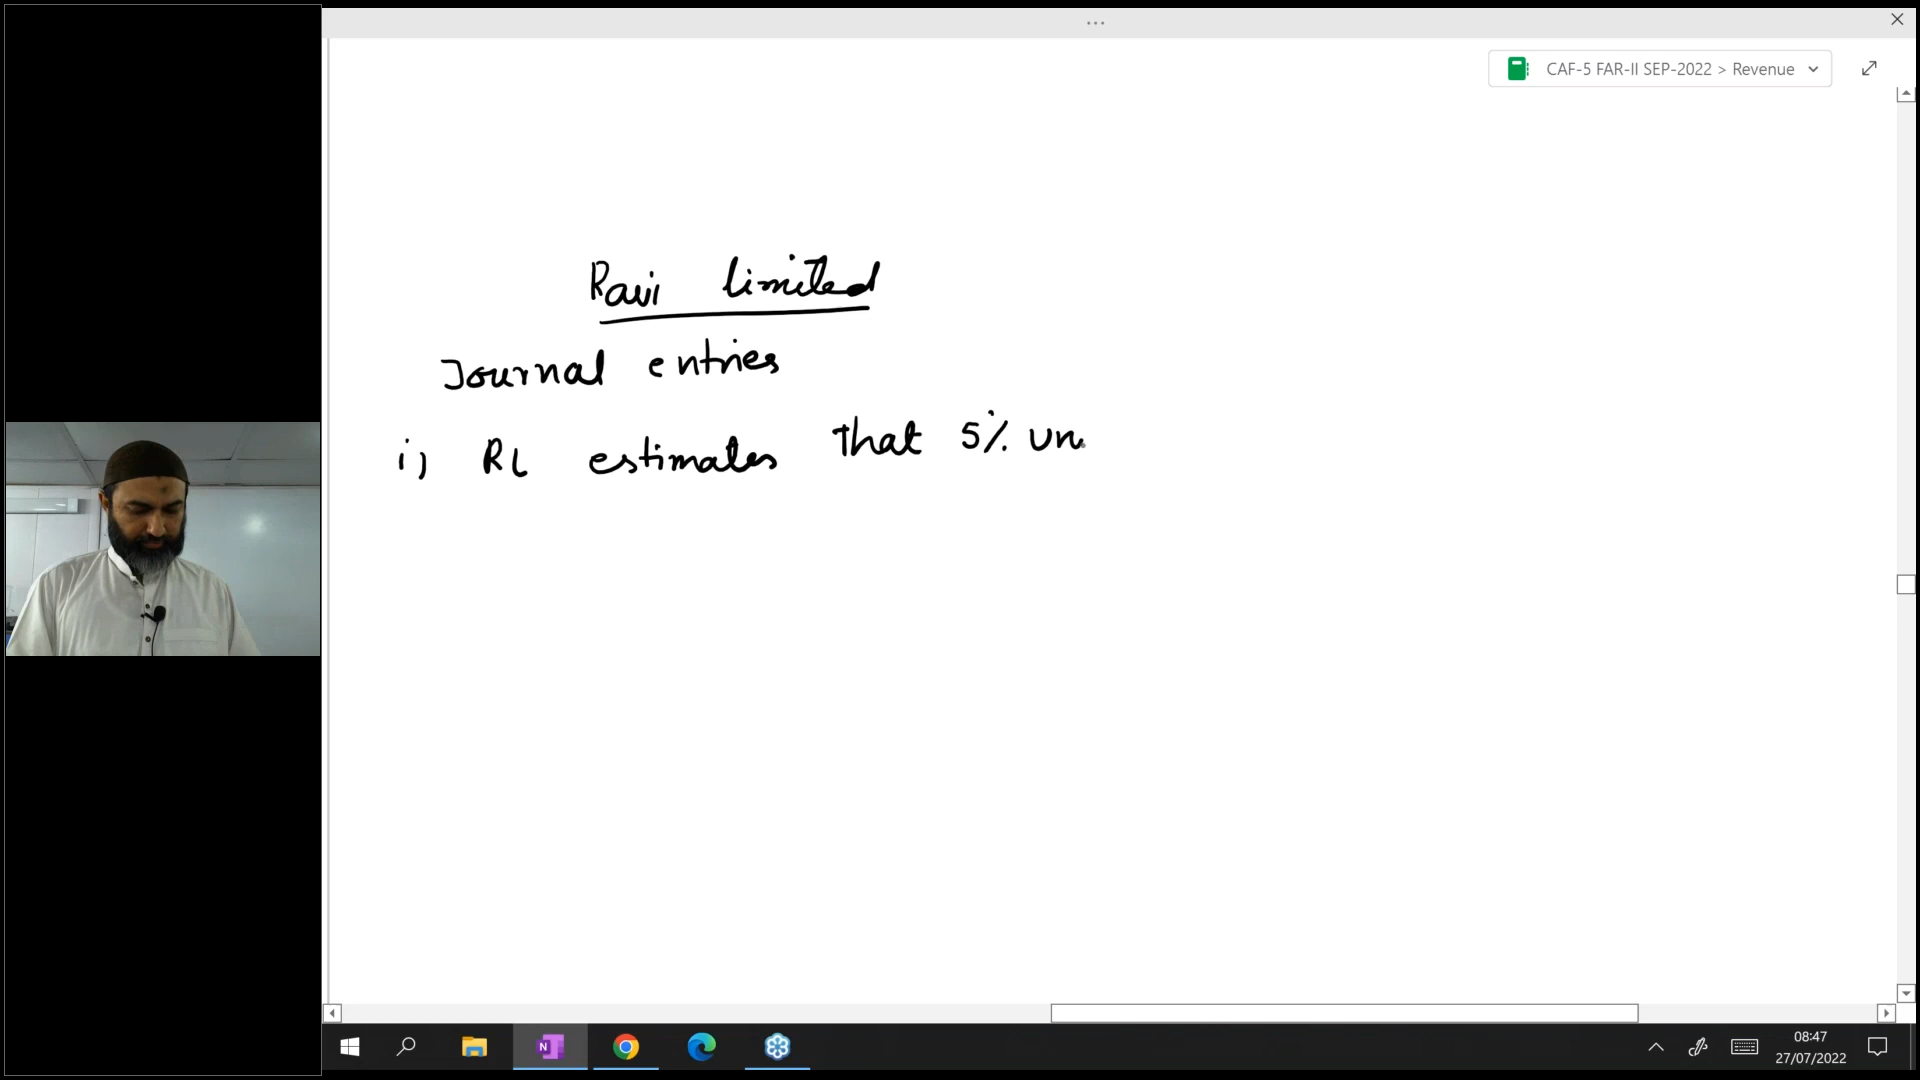 CAF-5 FAR-II SEP-2022 > Revenue
Ravi limited
Journal entries
i) RL estimates that 5% un
08:47
27/07/2022